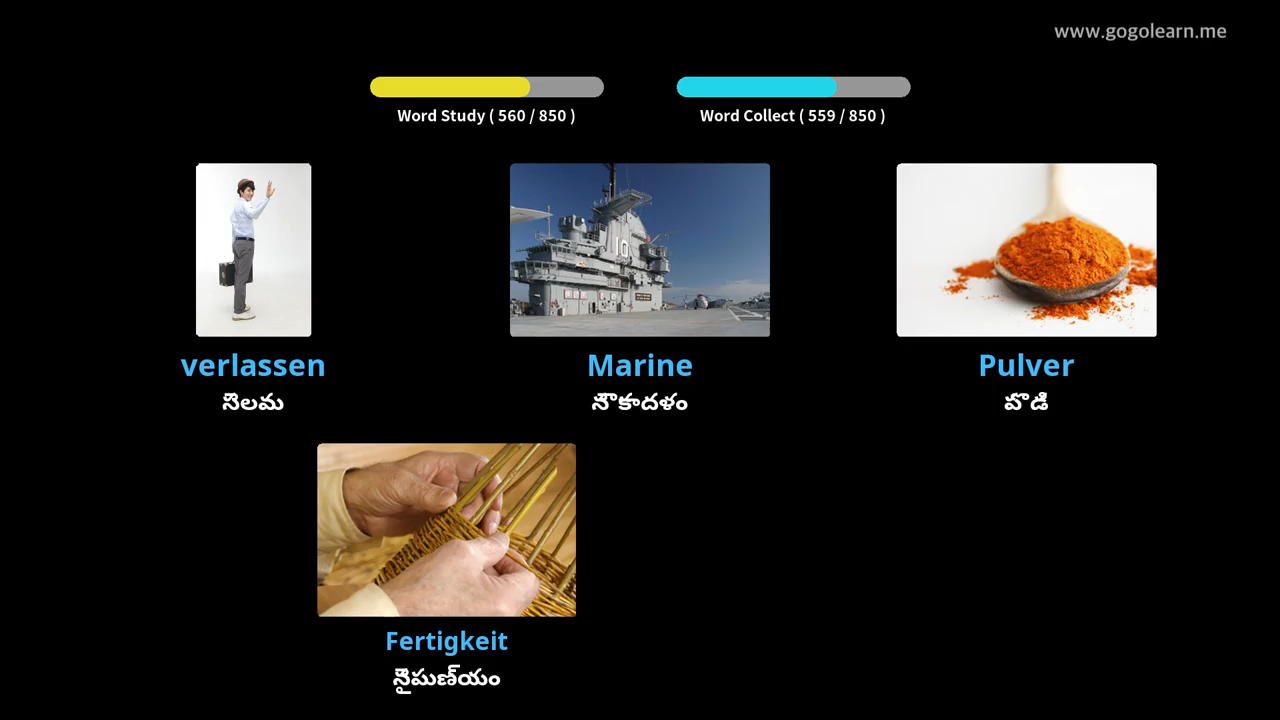 www.gogolearn.me
Word Study ( 560 / 850 )
Word Collect ( 559 / 850 )
verlassen
Marine
Pulver
సెలవు
నౌకాదళం
పొడి
Fertigkeit
నైపుణ్యం